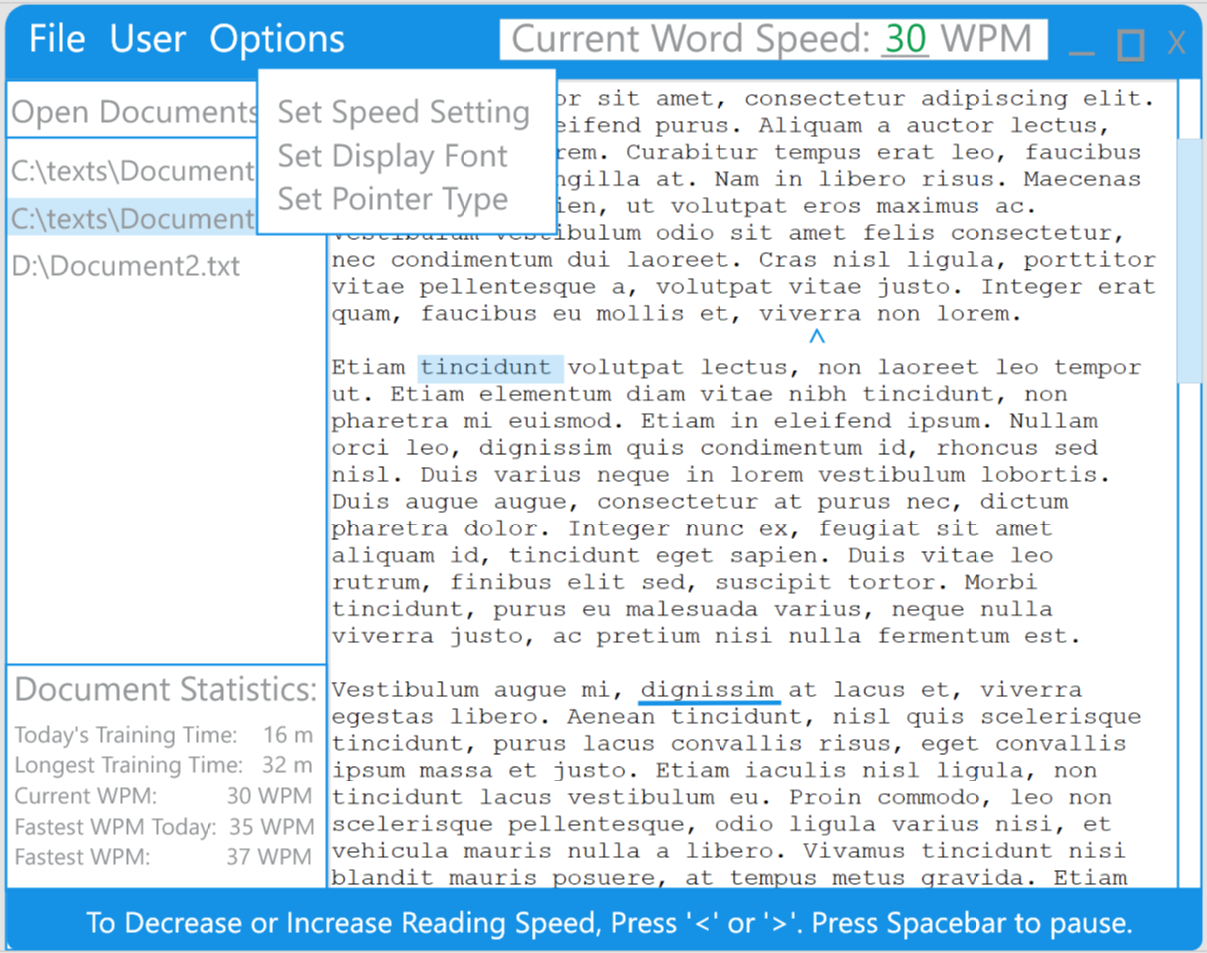 File User Options
Current Word Speed: 30 WPM
_ X
Open Documents
C:\texts\Document
C:\texts\Document
D:\Document2.txt
Set Speed Setting
Set Display Font
Set Pointer Type
or sit amet, consectetur adipiscing elit.
eifend purus. Aliquam a auctor lectus,
rem. Curabitur tempus erat leo, faucibus
ngilla at. Nam in libero risus. Maecenas
ien, ut volutpat eros maximus ac.
vestibulum vestibulum odio sit amet felis consectetur,
nec condimentum dui laoreet. Cras nisl ligula, porttitor
vitae pellentesque a, volutpat vitae justo. Integer erat
quam, faucibus eu mollis et, viverra non lorem.
^
Etiam tincidunt volutpat lectus, non laoreet leo tempor
ut. Etiam elementum diam vitae nibh tincidunt, non
pharetra mi euismod. Etiam in eleifend ipsum. Nullam
orci leo, dignissim quis condimentum id, rhoncus sed
nisl. Duis varius neque in lorem vestibulum lobortis.
Duis augue augue, consectetur at purus nec, dictum
pharetra dolor. Integer nunc ex, feugiat sit amet
aliquam id, tincidunt eget sapien. Duis vitae leo
rutrum, finibus elit sed, suscipit tortor. Morbi
tincidunt, purus eu malesuada varius, neque nulla
viverra justo, ac pretium nisi nulla fermentum est.
Vestibulum augue mi, dignissim at lacus et, viverra
egestas libero. Aenean tincidunt, nisl quis scelerisque
tincidunt, purus lacus convallis risus, eget convallis
ipsum massa et justo. Etiam iaculis nisl ligula, non
tincidunt lacus vestibulum eu. Proin commodo, leo non
scelerisque pellentesque, odio ligula varius nisi, et
vehicula mauris nulla a libero. Vivamus tincidunt nisi
blandit mauris posuere, at tempus metus gravida. Etiam
Document Statistics:
Today's Training Time: 16 m
Longest Training Time: 32 m
Current WPM: 30 WPM
Fastest WPM Today: 35 WPM
Fastest WPM: 37 WPM
To Decrease or Increase Reading Speed, Press '<' or '>'. Press Spacebar to pause.